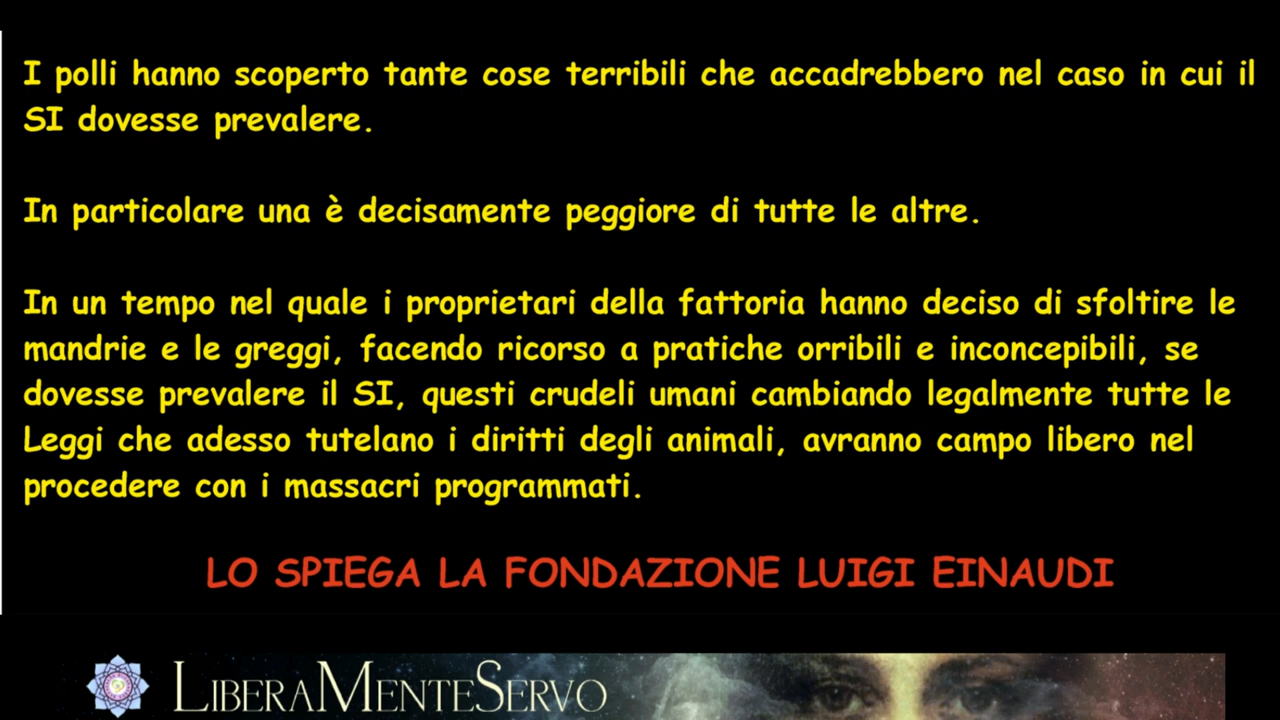 I polli hanno scoperto tante cose terribili che accadrebbero nel caso in cui il
SI dovesse prevalere.
In particolare una è decisamente peggiore di tutte le altre.
In un tempo nel quale i proprietari della fattoria hanno deciso di sfoltire le
mandrie e le greggi, facendo ricorso a pratiche orribili e inconcepibili, se
dovesse prevalere il SI, questi crudeli umani cambiando legalmente tutte le
Leggi che adesso tutelano i diritti degli animali, avranno campo libero nel
procedere con i massacri programmati.
LO SPIEGA LA FONDAZIONE LUIGI EINAUDI
LIBERAMENTESERVO